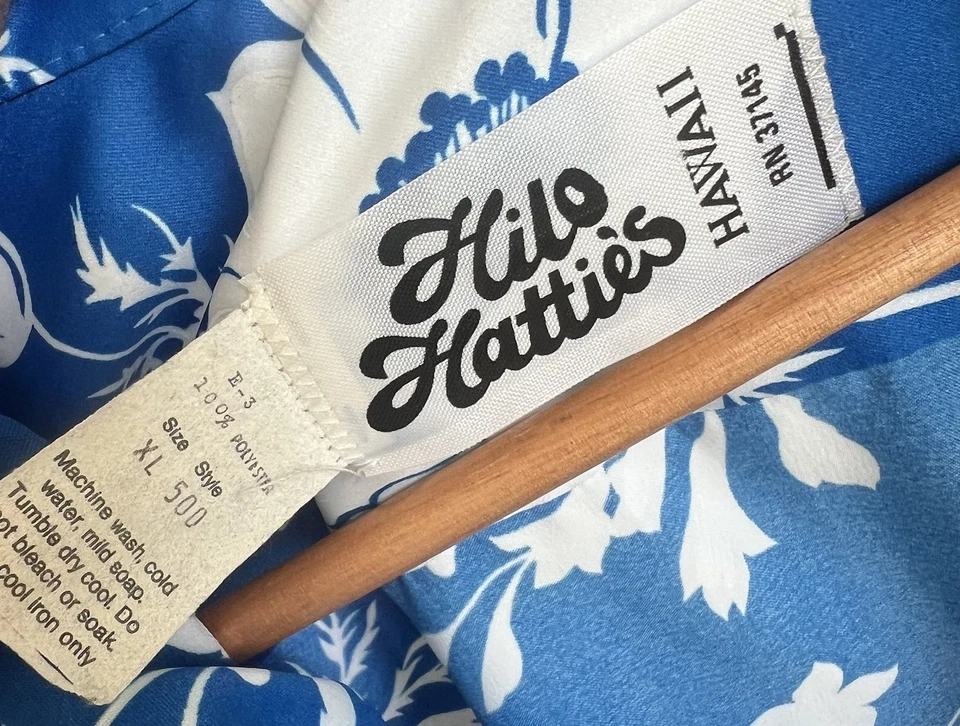 Hilo
Hattie's
HAWAII
RN 37145
E-3
100% POLYESTER
Size Style
XL 500
Machine wash, cold
water, mild soap.
Tumble dry cool. Do
bleach or soak.
cool iron only